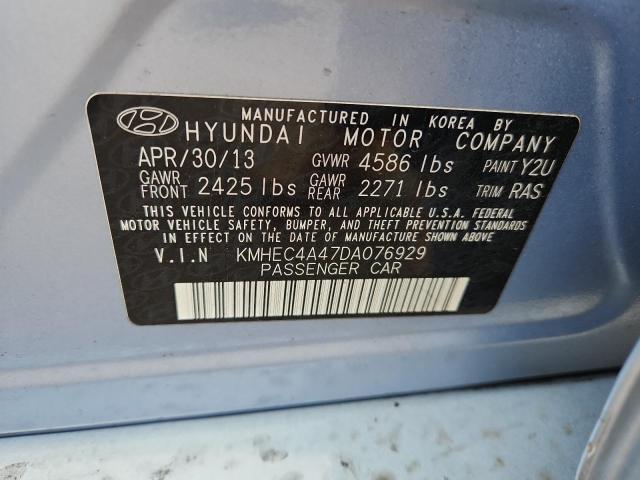 MANUFACTURED IN KOREA BY
HYUNDAI MOTOR COMPANY
APR/30/13 GVWR 4586 lbs PAINT Y2U
GAWR FRONT 2425 lbs GAWR REAR 2271 lbs TRIM RAS
THIS VEHICLE CONFORMS TO ALL APPLICABLE U.S.A. FEDERAL
MOTOR VEHICLE SAFETY, BUMPER, AND THEFT PREVENTION STANDARDS
IN EFFECT ON THE DATE OF MANUFACTURE SHOWN ABOVE
V.I.N KMHEC4A47DA076929
PASSENGER CAR